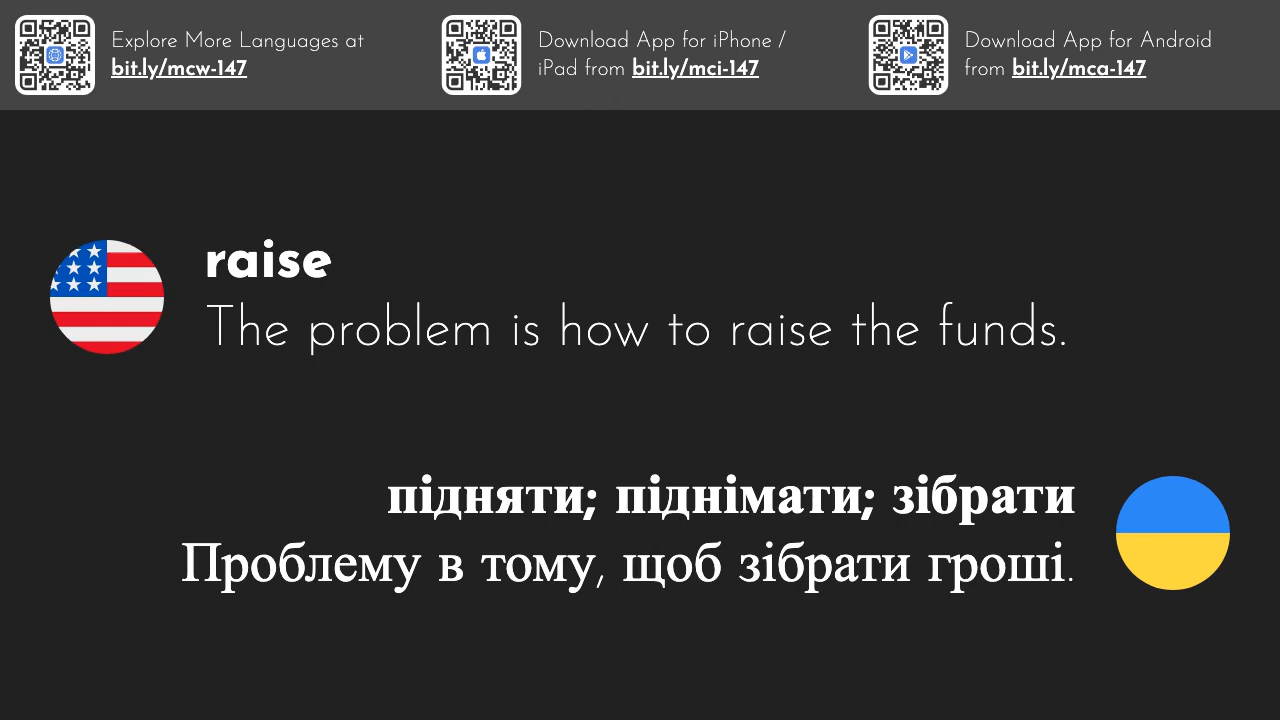 Explore More Languages at
bit.ly/mcw-147
Download App for iPhone /
iPad from bit.ly/mci-147
Download App for Android
from bit.ly/mca-147
raise
The problem is how to raise the funds.
підняти; піднімати; зібрати
Проблему в тому, щоб зібрати гроші.